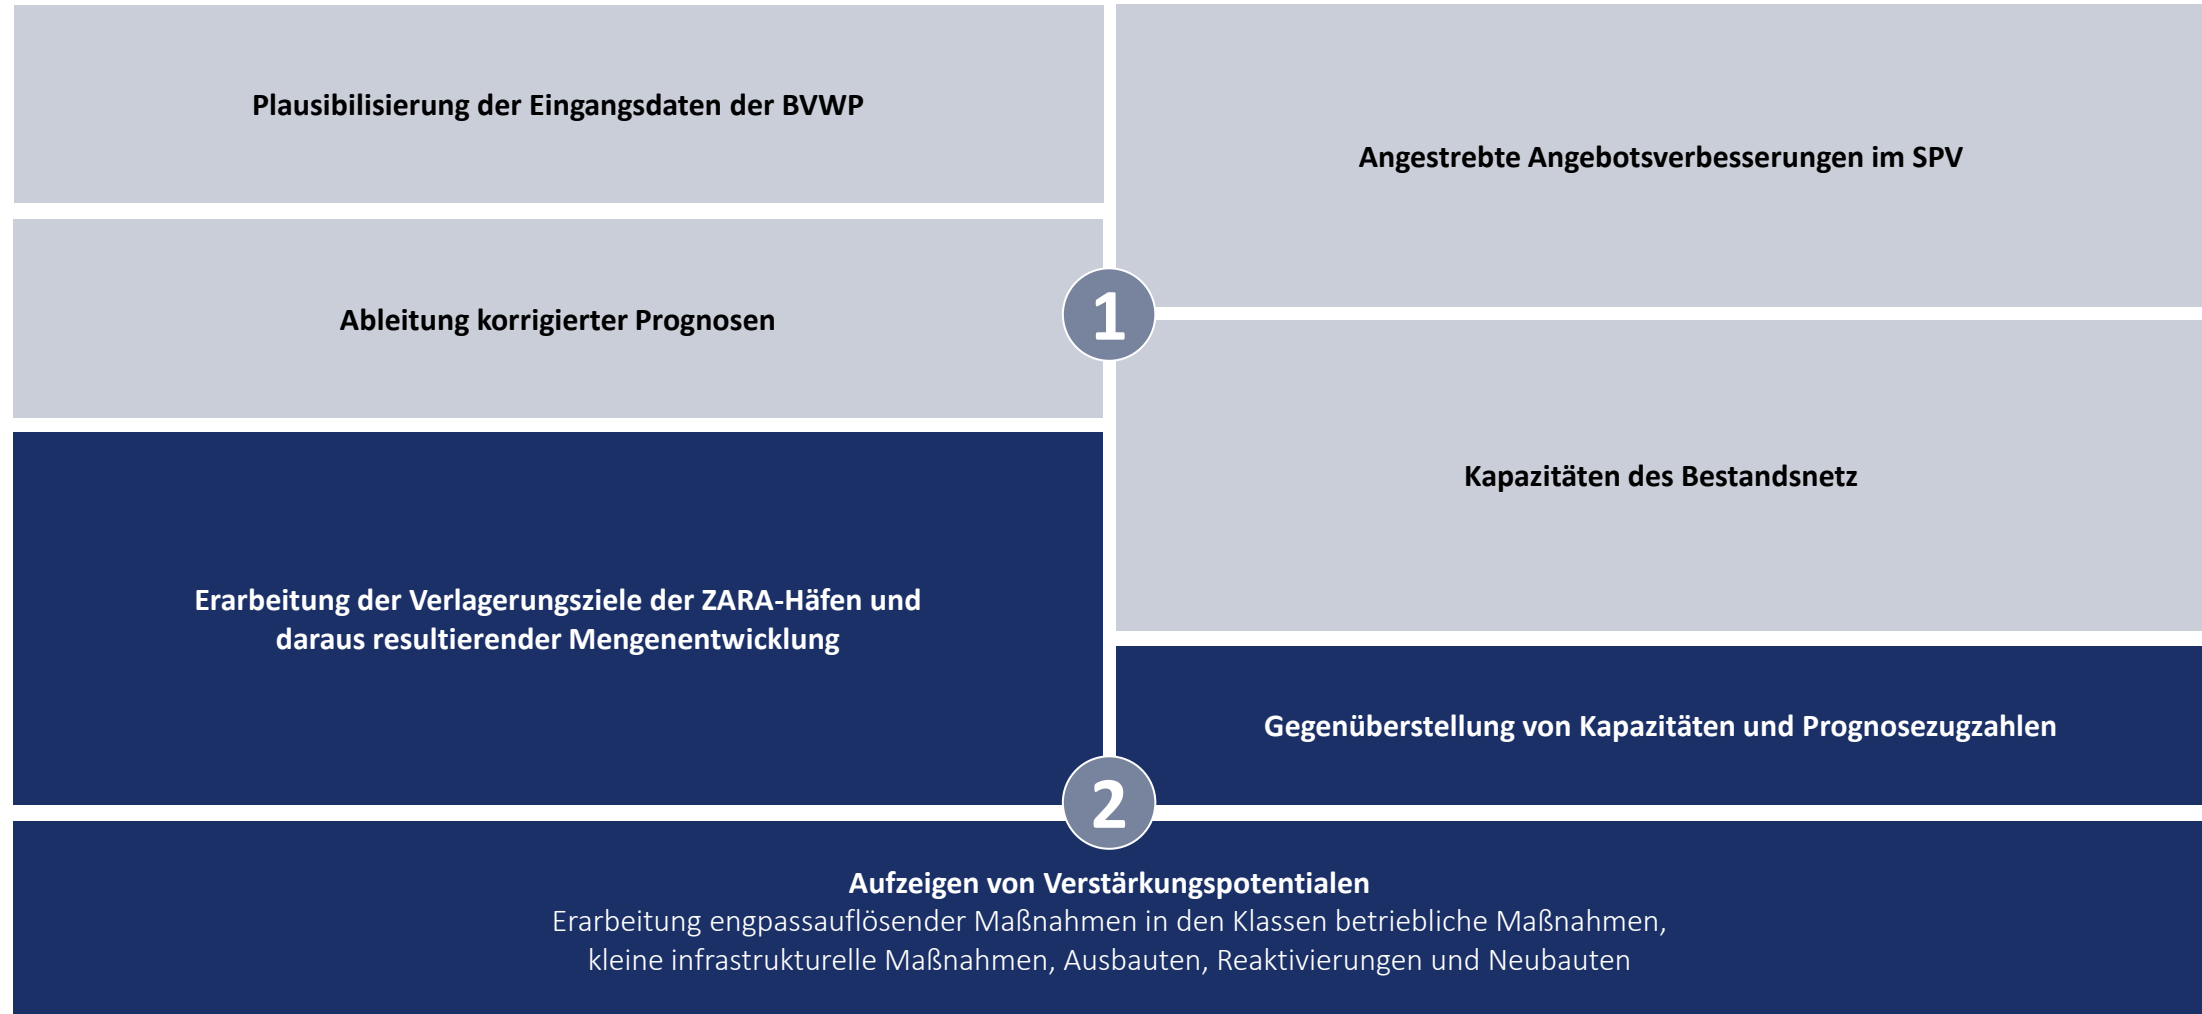 Plausibilisierung der Eingangsdaten der BVWP
Ableitung korrigierter Prognosen
Erarbeitung der Verlagerungsziele der ZARA-Häfen und
daraus resultierender Mengenentwicklung
Angestrebte Angebotsverbesserungen im SPV
1
Kapazitäten des Bestandsnetz
Gegenüberstellung von Kapazitäten und Prognosezugzahlen
2
Aufzeigen von Verstärkungspotentialen
Erarbeitung engpassauflösender Maßnahmen in den Klassen betriebliche Maßnahmen,
kleine infrastrukturelle Maßnahmen, Ausbauten, Reaktivierungen und Neubauten